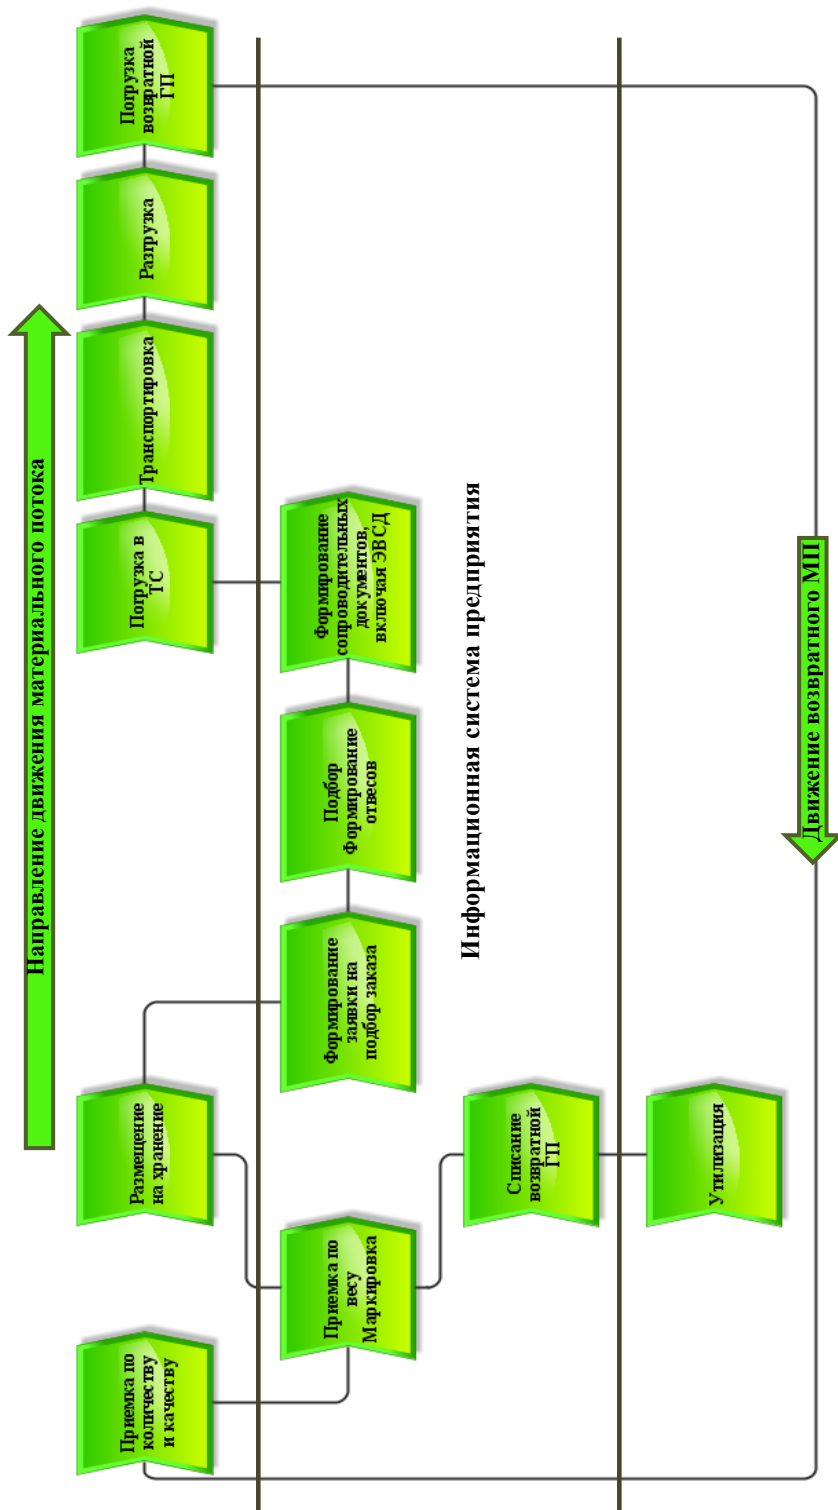 Направление движения материального потока
Приемка по
количеству
и качеству
Размещение
на хранение
Погрузка в
ТС
Транспортировка
Разгрузка
Погрузка
возвратной
ГП
Приемка по
весу
Маркировка
Формирование
заявки на
подбор заказа
Подбор
Формирование
отвесов
Формирование
сопроводительных
документов,
включая ЭВСД
Информационная система предприятия
Списание
возвратной
ГП
Утилизация
Движение возвратного МП